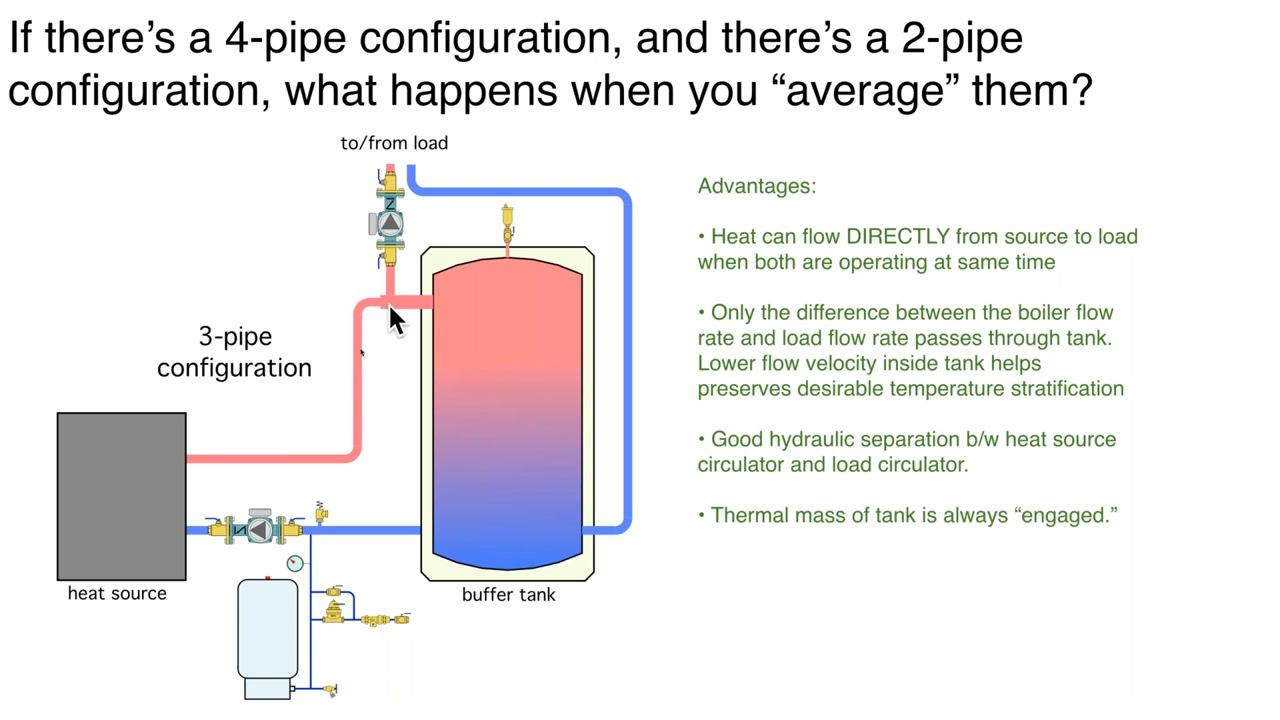 If there’s a 4-pipe configuration, and there’s a 2-pipe
configuration, what happens when you “average” them?
to/from load
Advantages:
• Heat can flow DIRECTLY from source to load
when both are operating at same time
• Only the difference between the boiler flow
rate and load flow rate passes through tank.
Lower flow velocity inside tank helps
preserves desirable temperature stratification
3-pipe
configuration
• Good hydraulic separation b/w heat source
circulator and load circulator.
• Thermal mass of tank is always “engaged.”
heat source
buffer tank